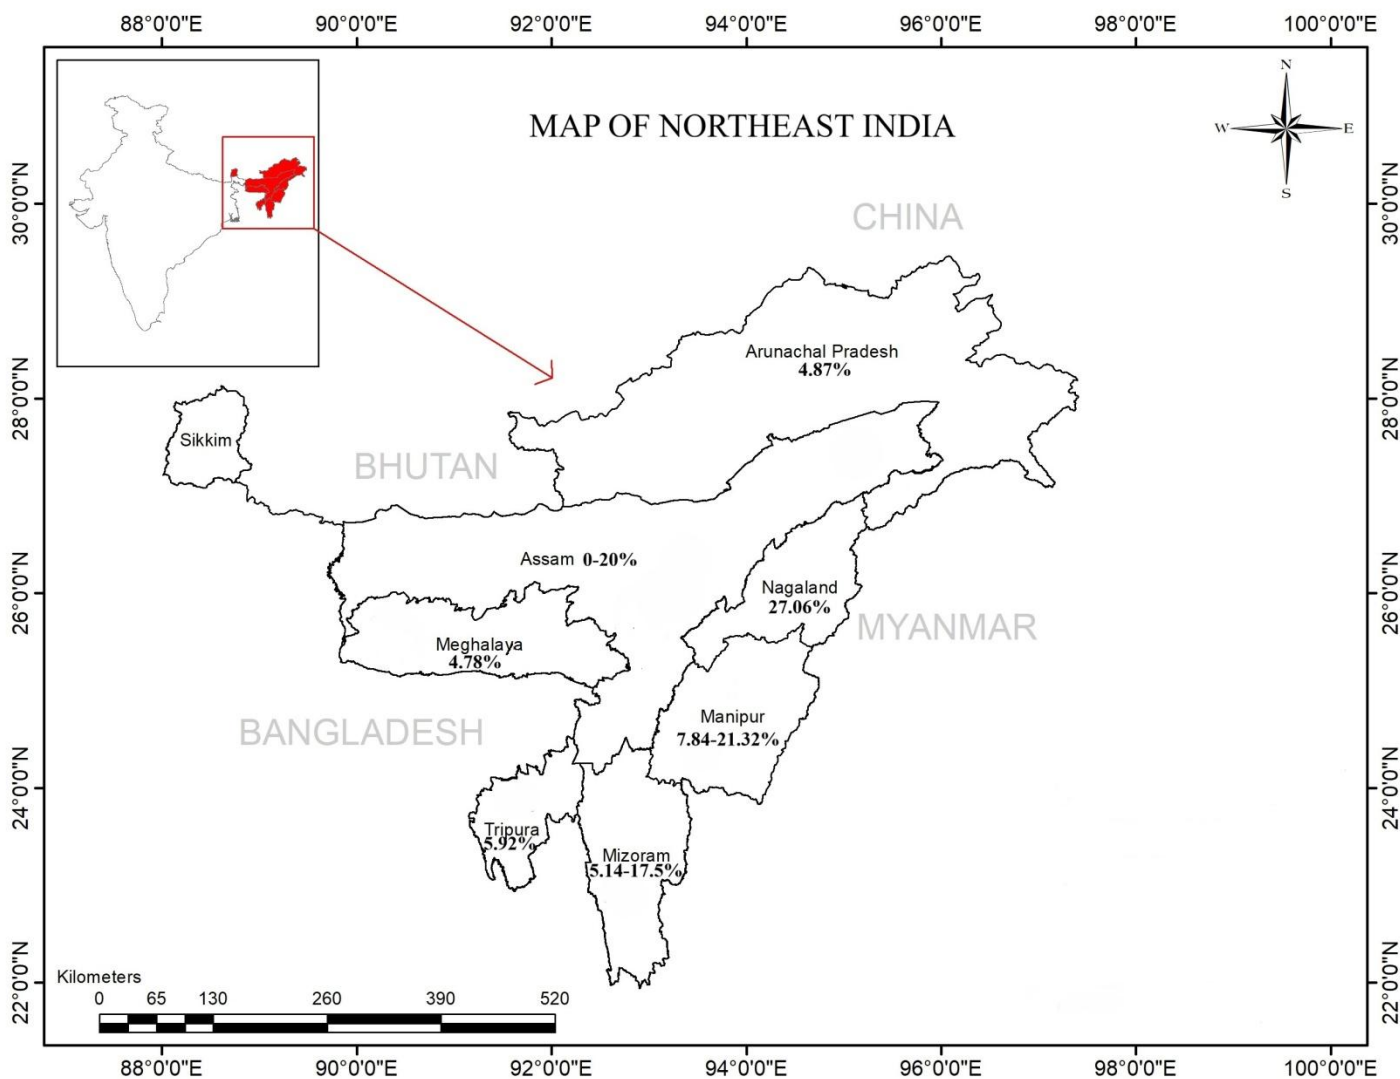 88°0'0"E 90°0'0"E 92°0'0"E 94°0'0"E 96°0'0"E 98°0'0"E 100°0'0"E
MAP OF NORTHEAST INDIA
N
W E
S
30°0'0"N 30°0'0"N
CHINA
Arunachal Pradesh
4.87%
28°0'0"N 28°0'0"N
Sikkim
BHUTAN
Assam 0-20%
26°0'0"N 26°0'0"N
Nagaland
27.06%
MYANMAR
Meghalaya
4.78%
BANGLADESH
Manipur
7.84-21.32%
24°0'0"N 24°0'0"N
Tripura
5.92%
Mizoram
5.14-17.5%
22°0'0"N 22°0'0"N
Kilometers
0 65 130 260 390 520
88°0'0"E 90°0'0"E 92°0'0"E 94°0'0"E 96°0'0"E 98°0'0"E 100°0'0"E